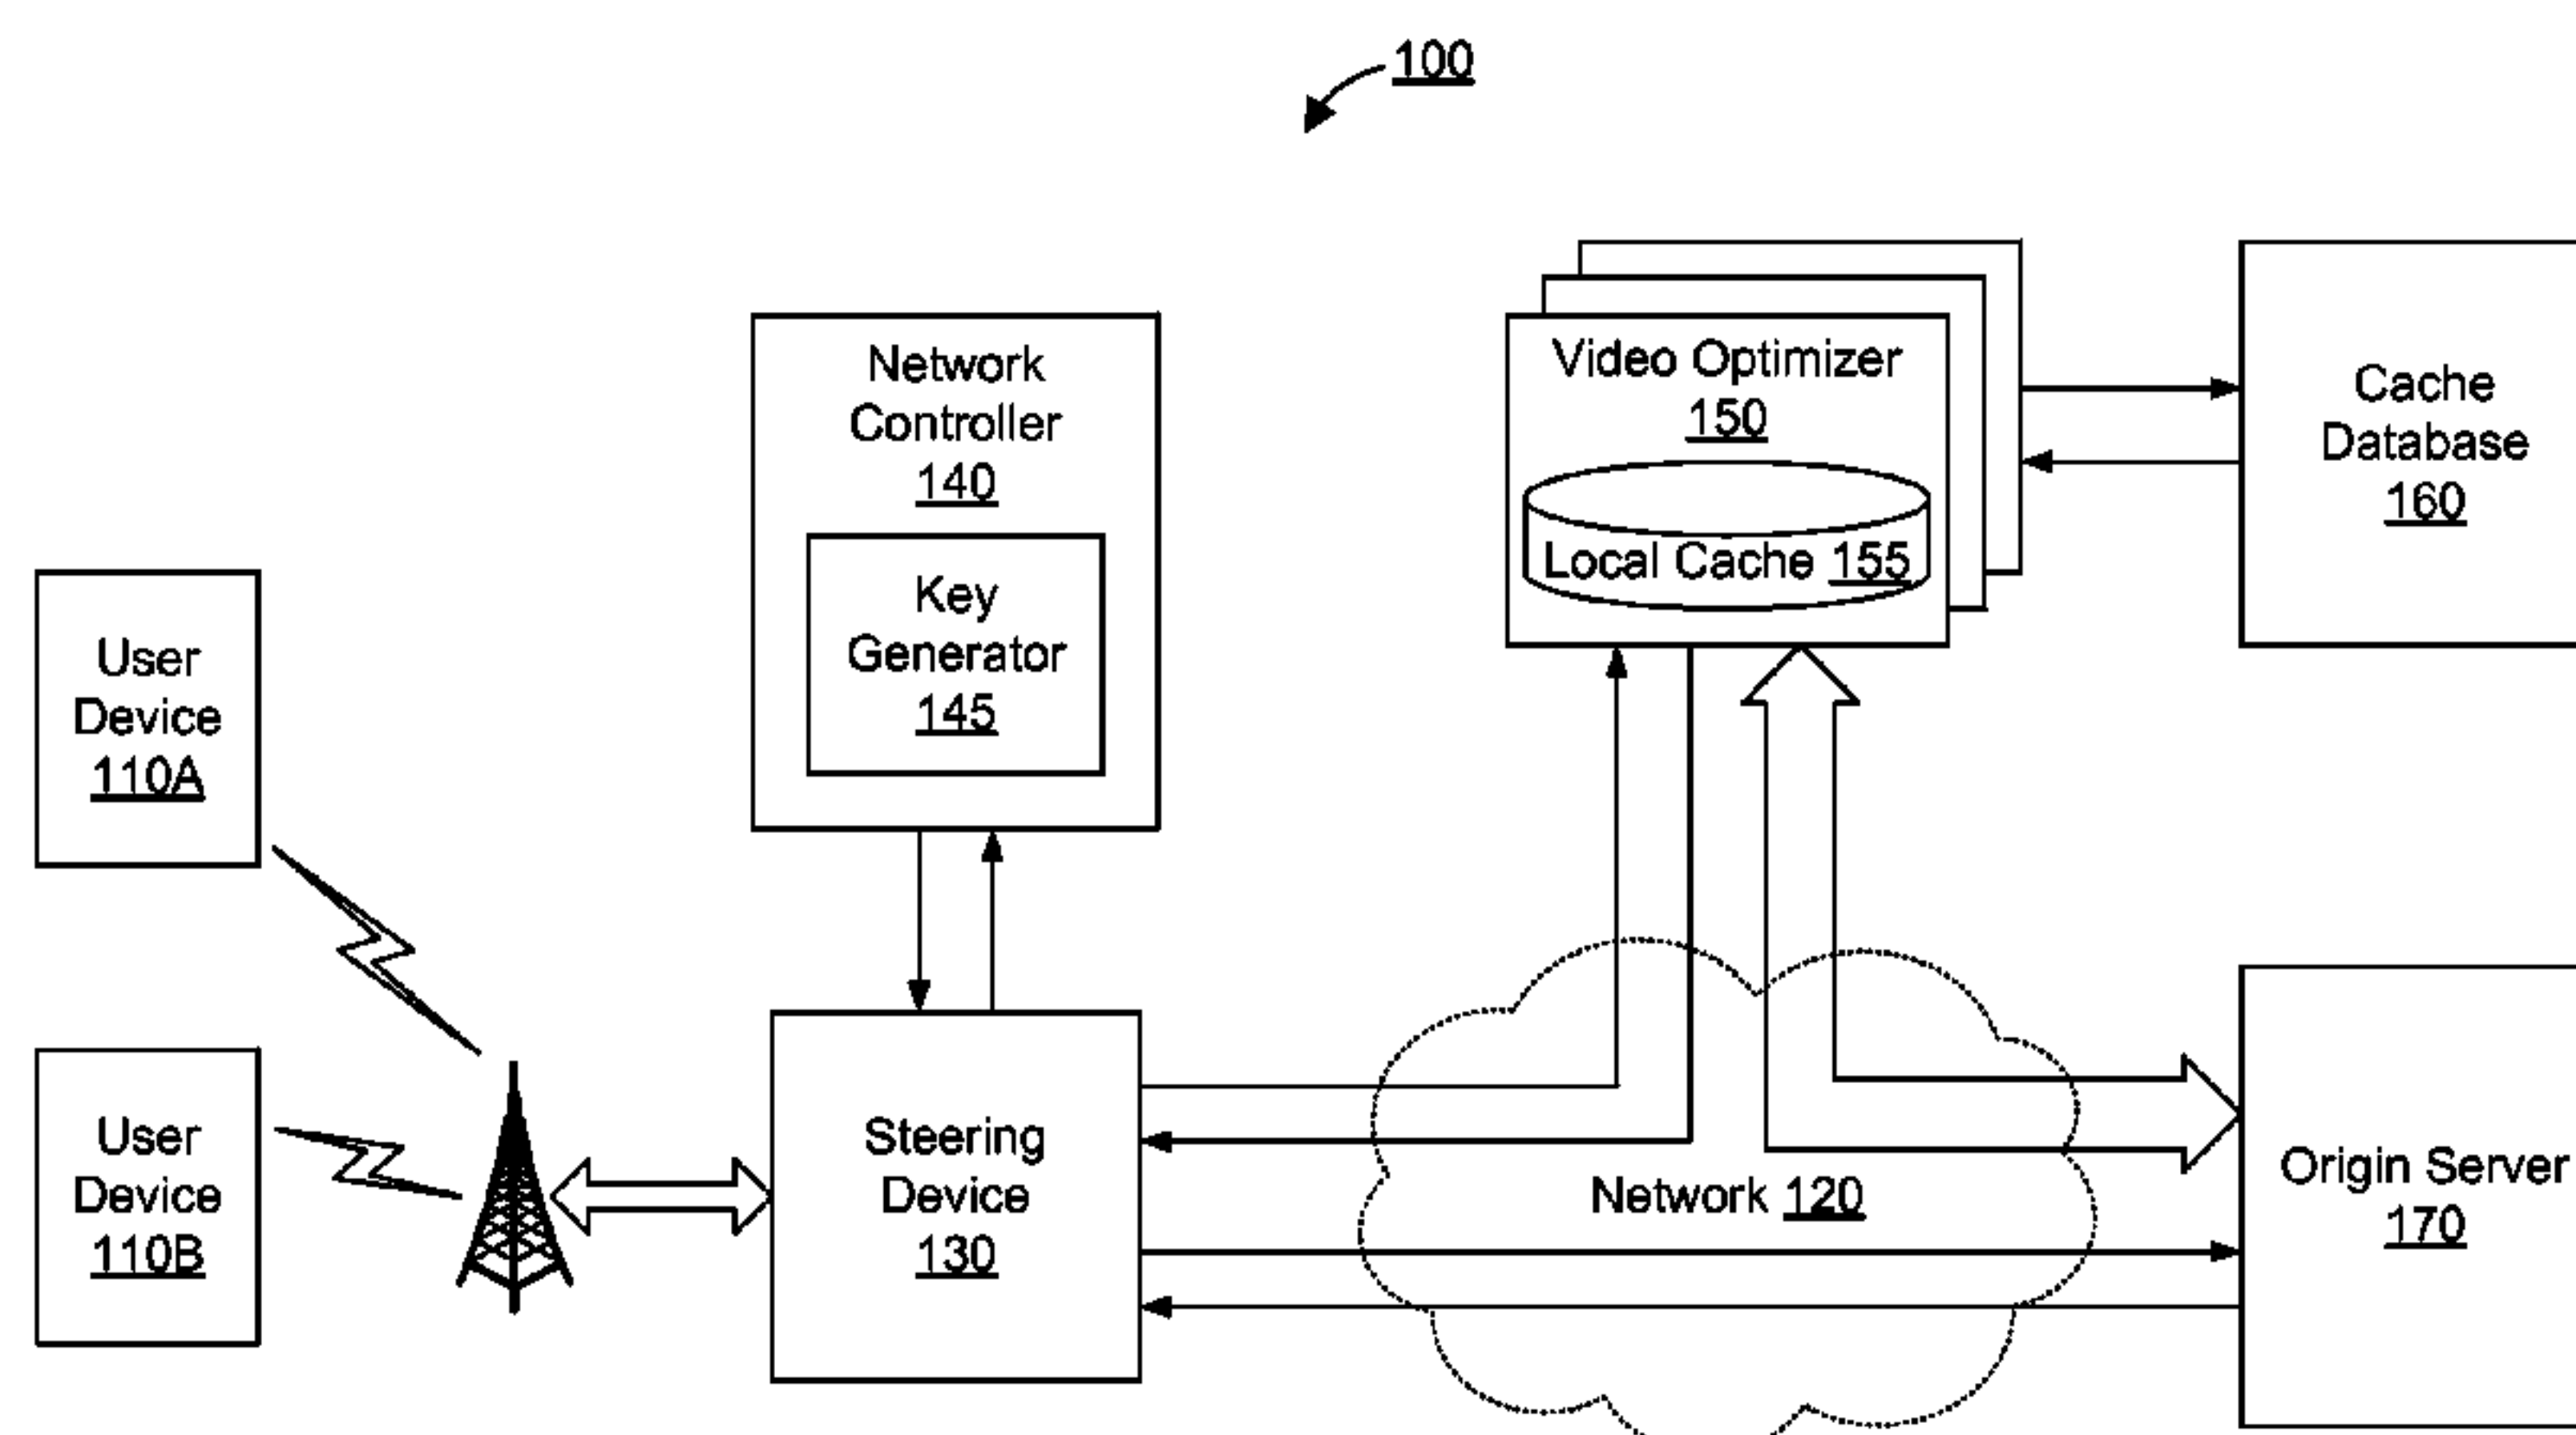 100
Network
Controller
140
Key
Generator
145
Video Optimizer
150
Local Cache 155
Cache
Database
160
User
Device
110A
User
Device
110B
Steering
Device
130
Network 120
Origin Server
170